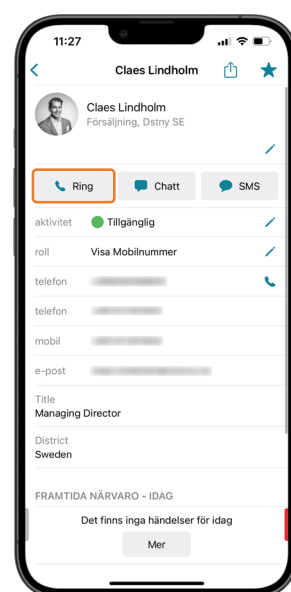 11:27
Claes Lindholm
Claes Lindholm
Försäljning, Dstny SE
Ring Chatt SMS
aktivitet Tillgänglig
roll Visa Mobilnummer
telefon
telefon
mobil
e-post
Title
Managing Director
District
Sweden
FRAMTIDA NÄRVARO - IDAG
Det finns inga händelser för idag
Mer